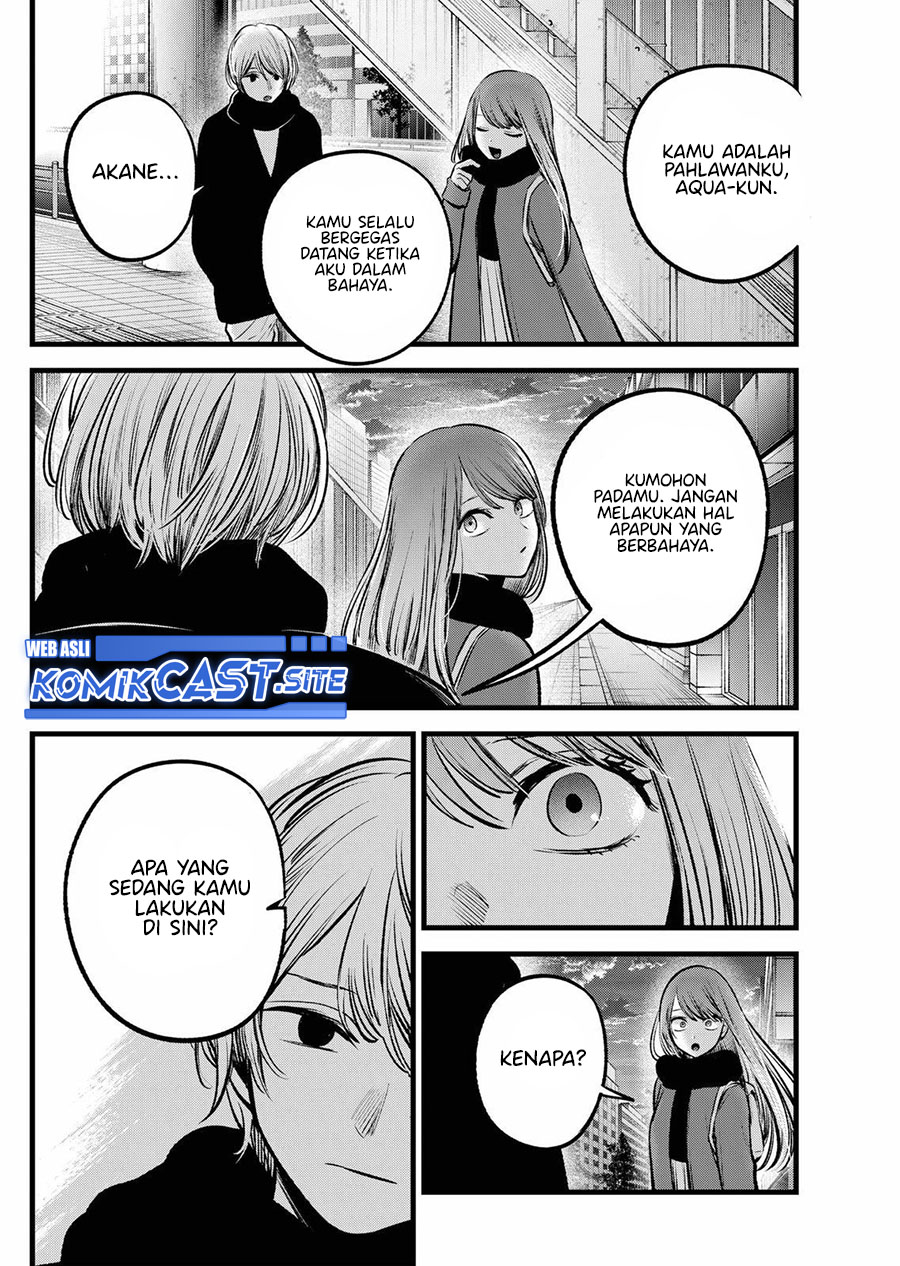 KAMU ADALAH
PAHLAWANKU,
AQUA-KUN.
KAMU SELALU
BERGEGAS
DATANG KETIKA
AKU DALAM
BAHAYA.
AKANE...
KUMOHON
PADAMU. JANGAN
MELAKUKAN HAL
APAPUN YANG
BERBAHAYA.
WEB ASLI
KOMIKCAST.SITE
KENAPA?
APA YANG
SEDANG KAMU
LAKUKAN
DI SINI?